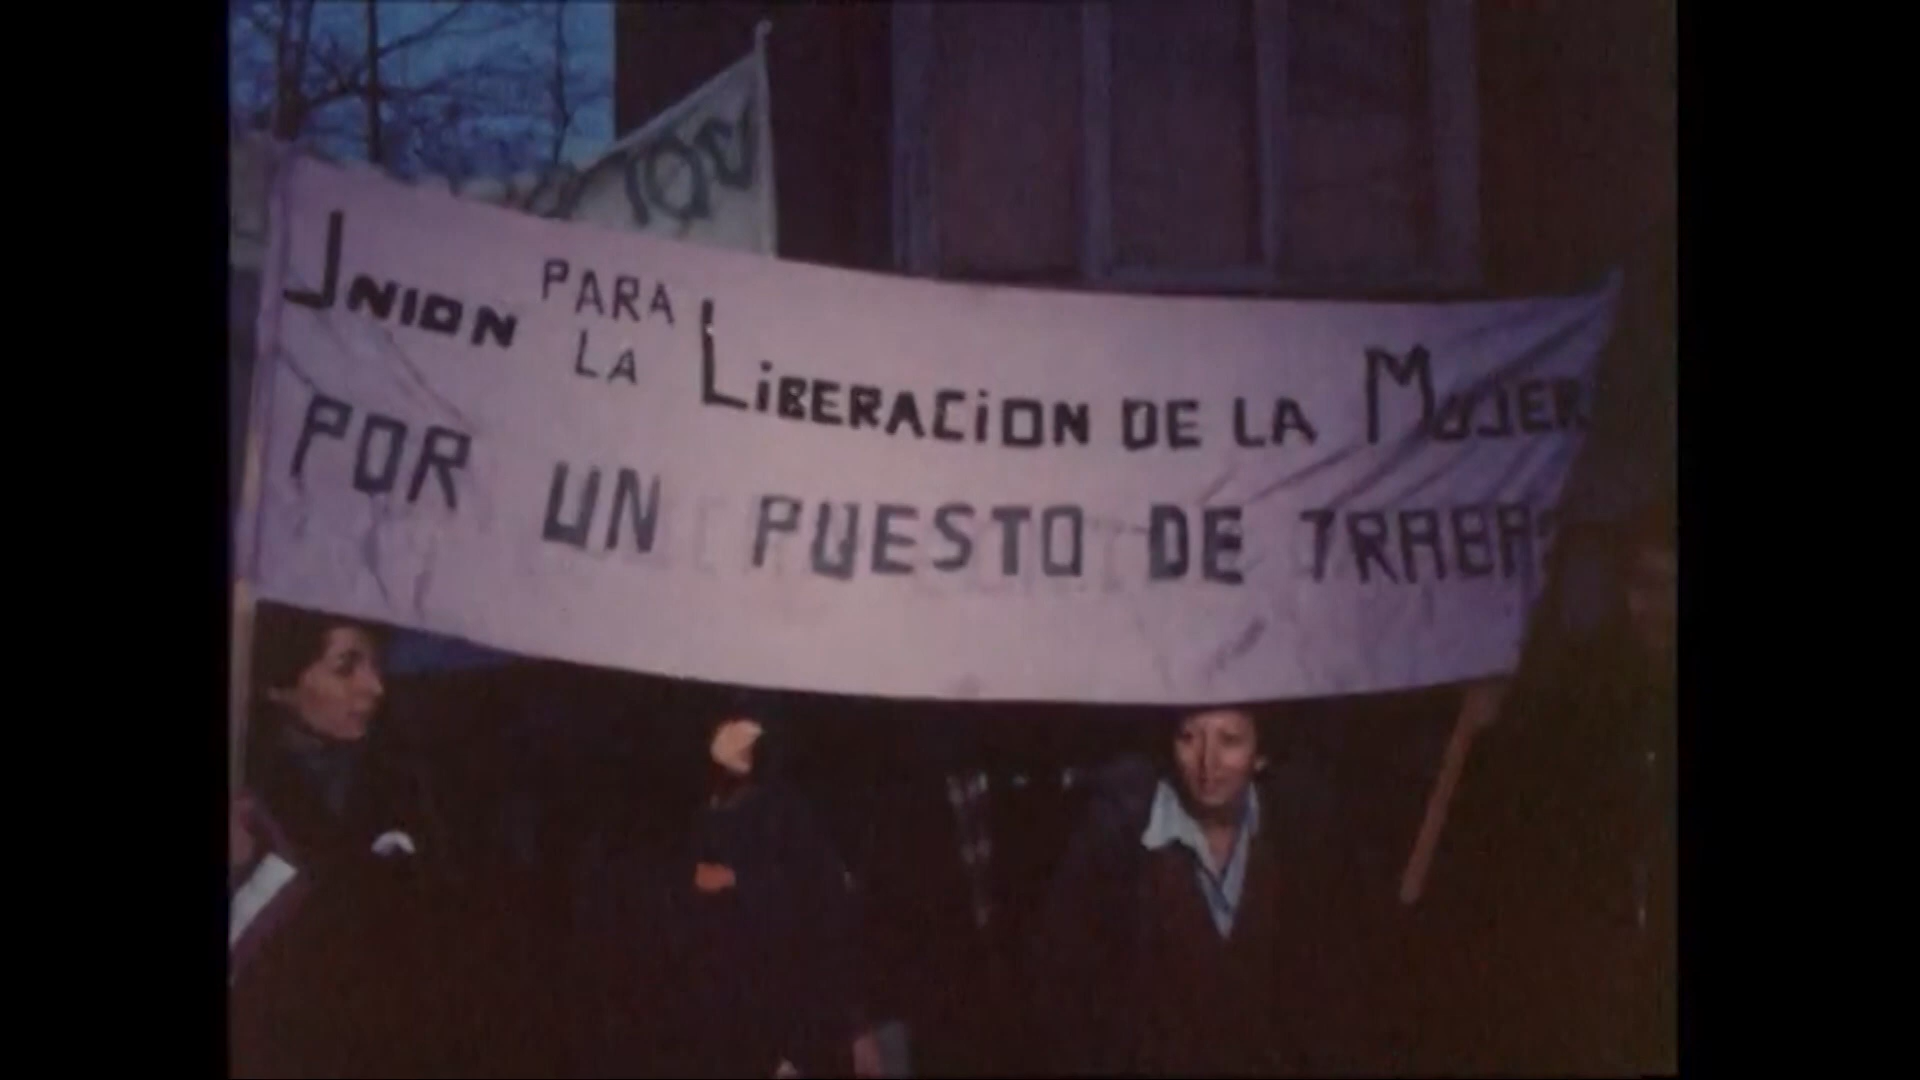 UNION PARA LA LIBERACION DE LA MUJER
POR UN PUESTO DE TRABA